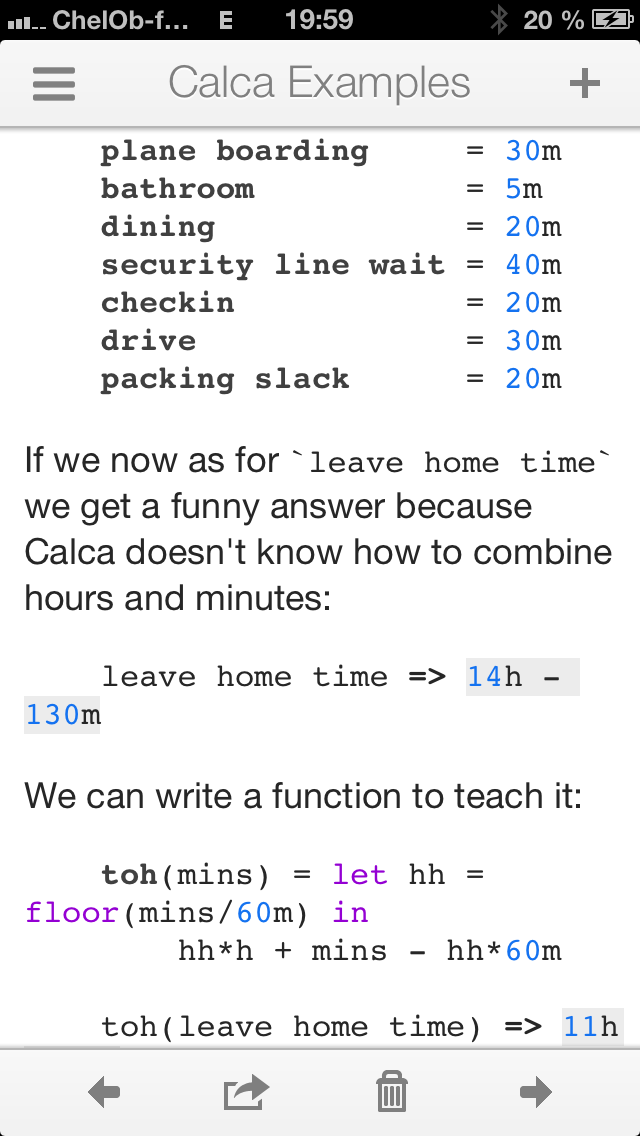 ChelOb-f... E 19:59 20 %
Calca Examples
plane boarding = 30m
bathroom = 5m
dining = 20m
security line wait = 40m
checkin = 20m
drive = 30m
packing slack = 20m
If we now as for `leave home time`
we get a funny answer because
Calca doesn't know how to combine
hours and minutes:
leave home time => 14h -
130m
We can write a function to teach it:
toh(mins) = let hh =
floor(mins/60m) in
hh*h + mins - hh*60m
toh(leave home time) => 11h